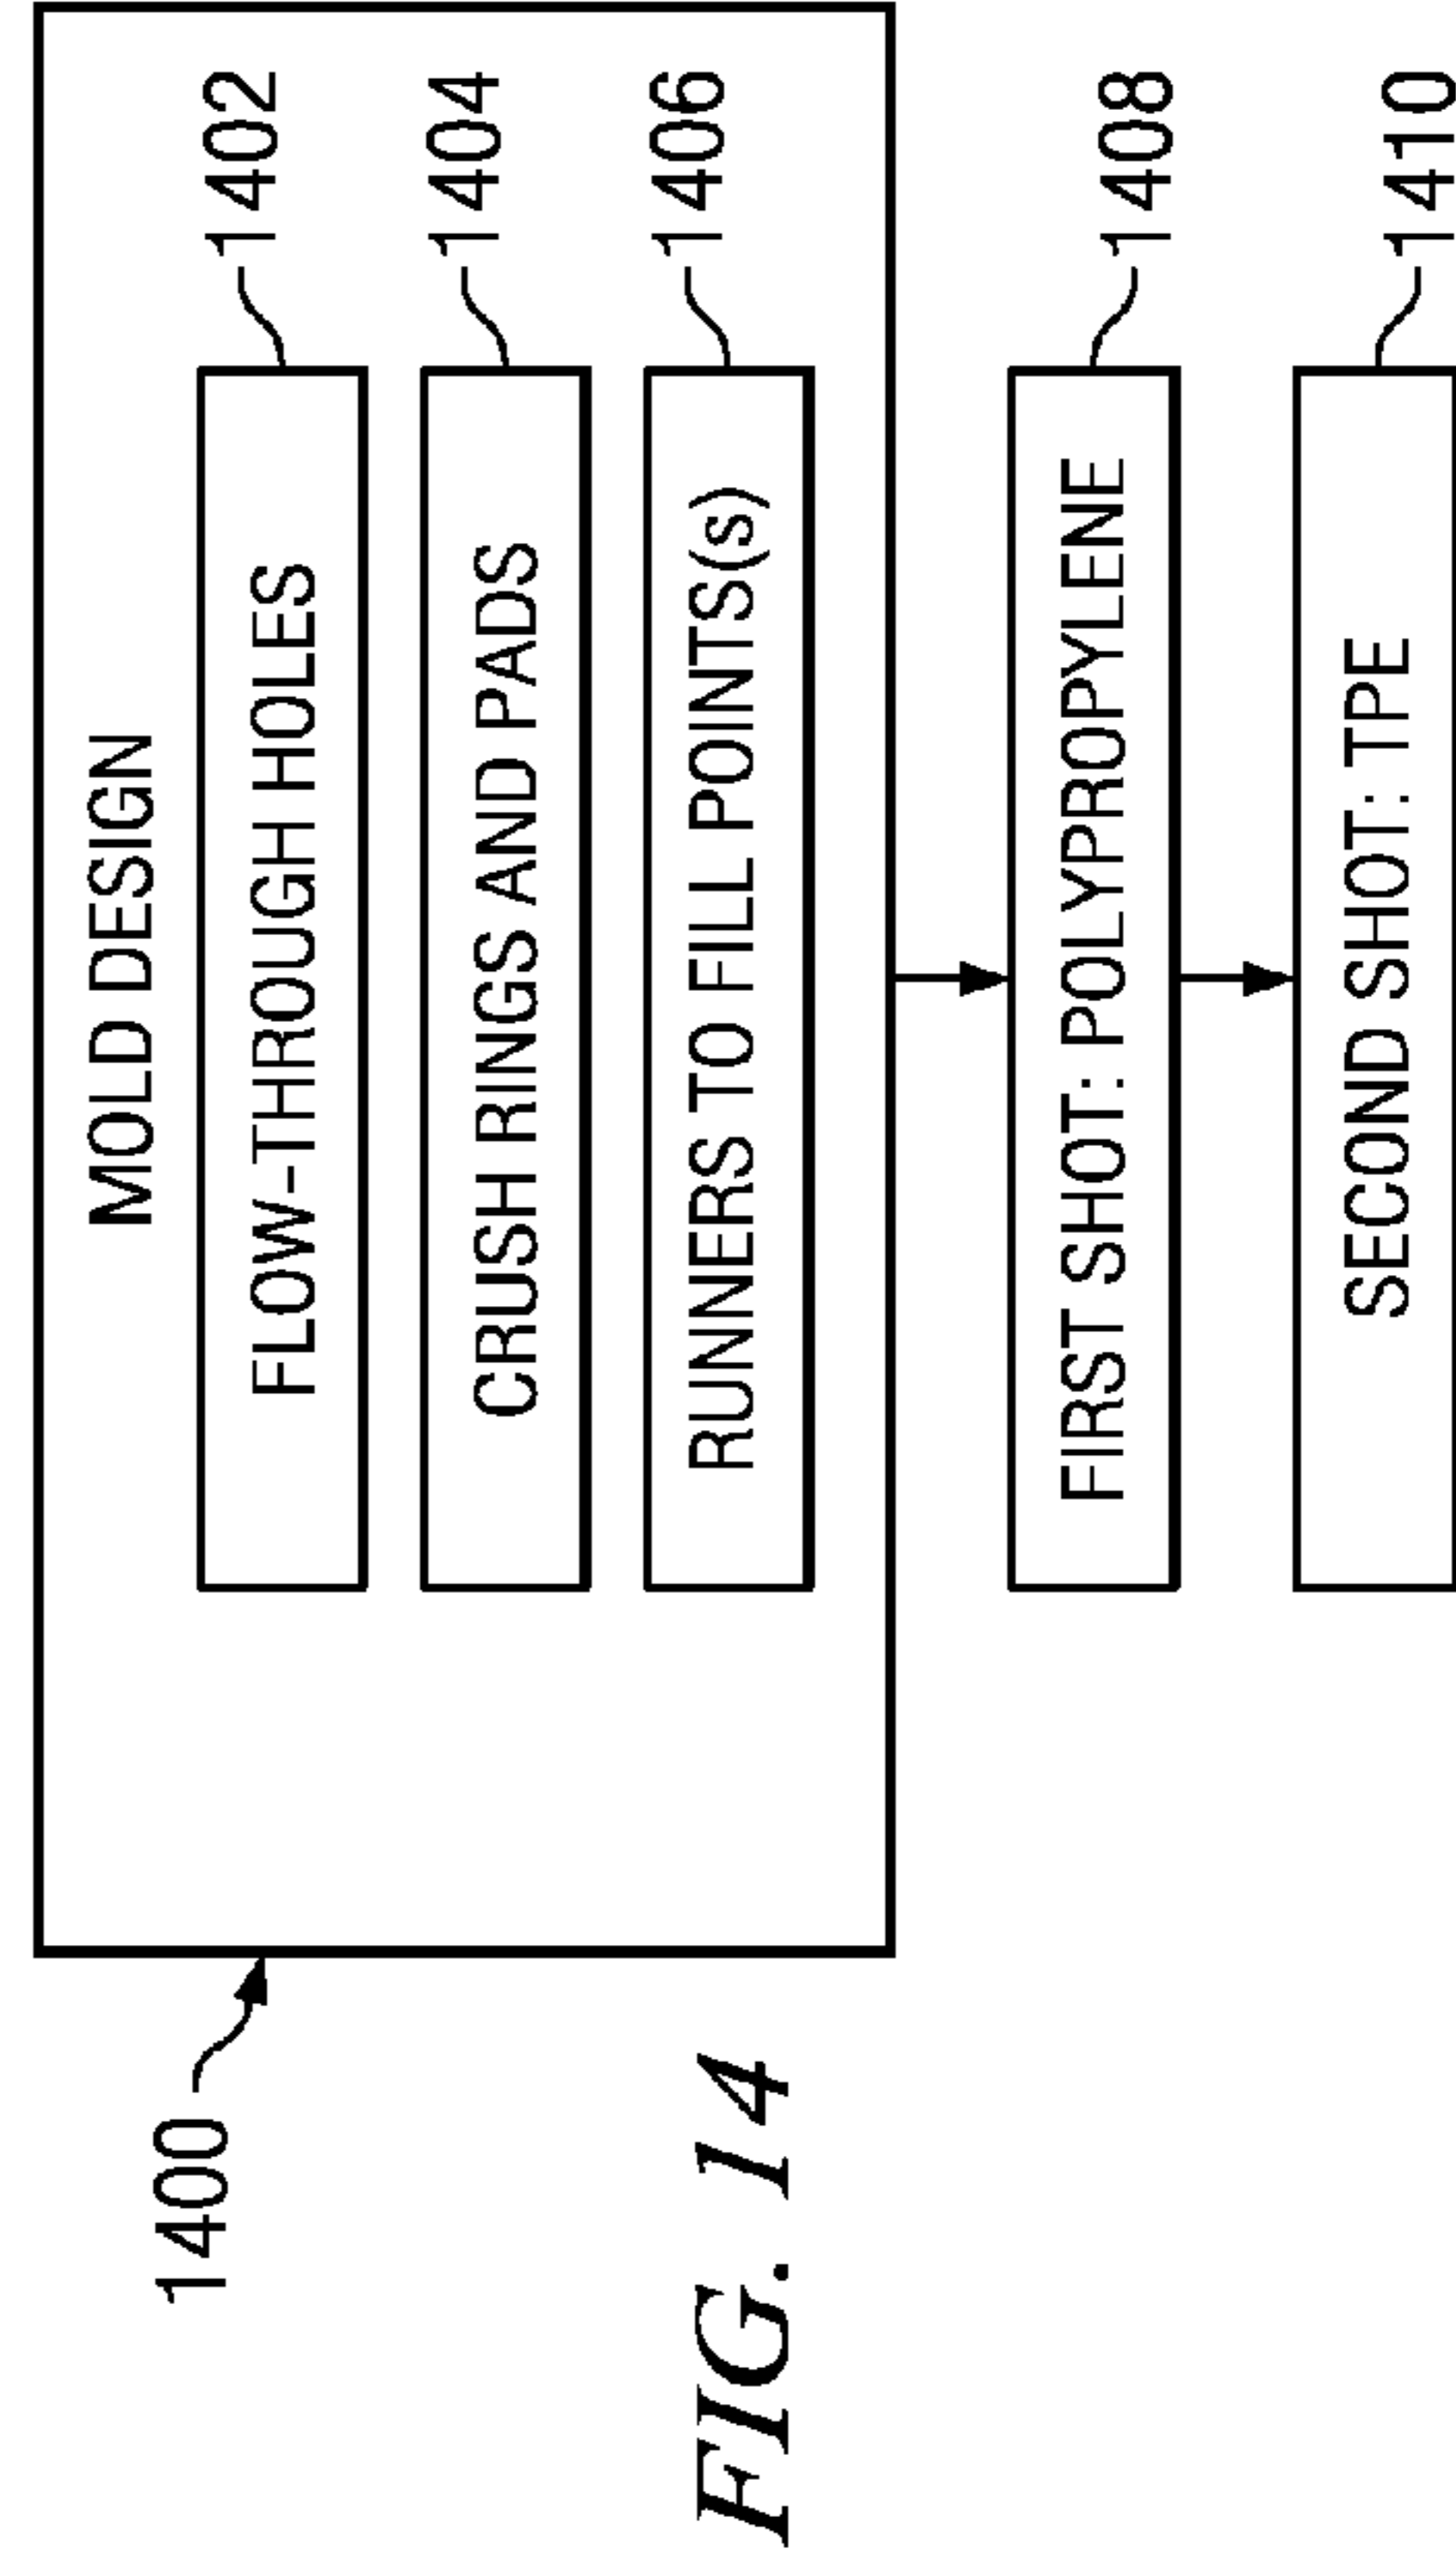 1400
MOLD DESIGN
FLOW-THROUGH HOLES
1402
CRUSH RINGS AND PADS
1404
RUNNERS TO FILL POINTS(s)
1406
FIRST SHOT: POLYPROPYLENE
1408
SECOND SHOT: TPE
1410
FIG. 14